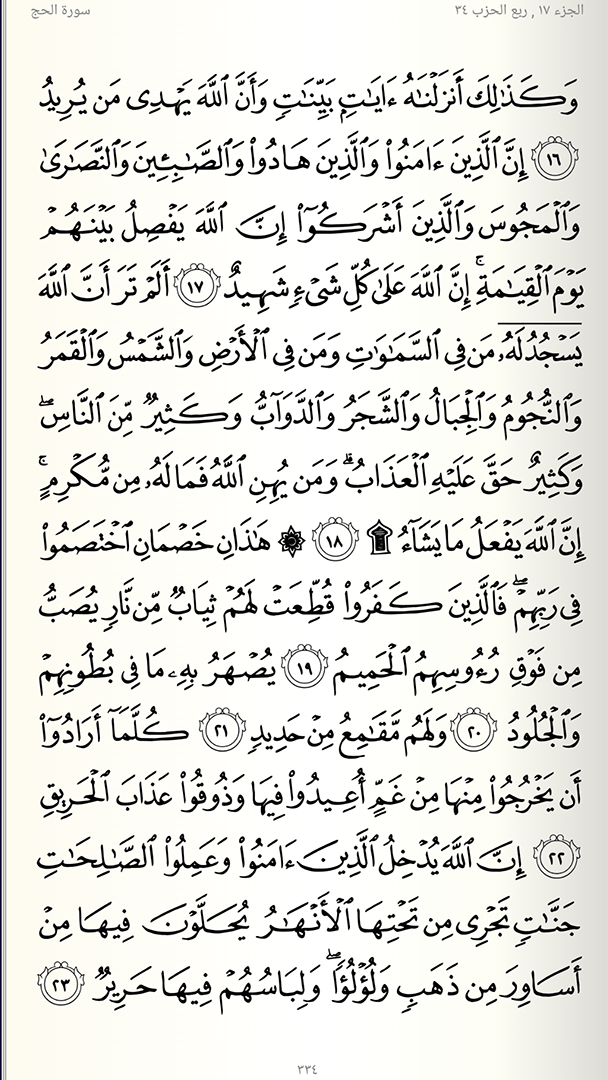 الجزء ١٧ , ربع الحزب ٣٤
سورة الحج
وَكَذَٰلِكَ أَنزَلْنَٰهُ ءَايَٰتٍۭ بَيِّنَٰتٍ وَأَنَّ ٱللَّهَ يَهْدِى مَن يُرِيدُ
١٦ إِنَّ ٱلَّذِينَ ءَامَنُوا۟ وَٱلَّذِينَ هَادُوا۟ وَٱلصَّٰبِـِٔينَ وَٱلنَّصَٰرَىٰ
وَٱلْمَجُوسَ وَٱلَّذِينَ أَشْرَكُوٓا۟ إِنَّ ٱللَّهَ يَفْصِلُ بَيْنَهُمْ
يَوْمَ ٱلْقِيَٰمَةِ ۚ إِنَّ ٱللَّهَ عَلَىٰ كُلِّ شَىْءٍ شَهِيدٌ ١٧ أَلَمْ تَرَ أَنَّ ٱللَّهَ
يَسْجُدُ لَهُۥ مَن فِى ٱلسَّمَٰوَٰتِ وَمَن فِى ٱلْأَرْضِ وَٱلشَّمْسُ وَٱلْقَمَرُ
وَٱلنُّجُومُ وَٱلْجِبَالُ وَٱلشَّجَرُ وَٱلدَّوَآبُّ وَكَثِيرٌ مِّنَ ٱلنَّاسِ ۖ
وَكَثِيرٌ حَقَّ عَلَيْهِ ٱلْعَذَابُ ۗ وَمَن يُهِنِ ٱللَّهُ فَمَا لَهُۥ مِن مُّكْرِمٍ ۚ
إِنَّ ٱللَّهَ يَفْعَلُ مَا يَشَآءُ ۩ ١٨ ۞ هَٰذَانِ خَصْمَانِ ٱخْتَصَمُوا۟
فِى رَبِّهِمْ ۖ فَٱلَّذِينَ كَفَرُوا۟ قُطِّعَتْ لَهُمْ ثِيَابٌ مِّن نَّارٍ يُصَبُّ
مِن فَوْقِ رُءُوسِهِمُ ٱلْحَمِيمُ ١٩ يُصْهَرُ بِهِۦ مَا فِى بُطُونِهِمْ
وَٱلْجُلُودُ ٢٠ وَلَهُم مَّقَٰمِعُ مِنْ حَدِيدٍ ٢١ كُلَّمَآ أَرَادُوٓا۟
أَن يَخْرُجُوا۟ مِنْهَا مِنْ غَمٍّ أُعِيدُوا۟ فِيهَا وَذُوقُوا۟ عَذَابَ ٱلْحَرِيقِ
٢٢ إِنَّ ٱللَّهَ يُدْخِلُ ٱلَّذِينَ ءَامَنُوا۟ وَعَمِلُوا۟ ٱلصَّٰلِحَٰتِ
جَنَّٰتٍ تَجْرِى مِن تَحْتِهَا ٱلْأَنْهَٰرُ يُحَلَّوْنَ فِيهَا مِنْ
أَسَاوِرَ مِن ذَهَبٍ وَلُؤْلُؤًا ۖ وَلِبَاسُهُمْ فِيهَا حَرِيرٌ ٢٣
٣٣٤